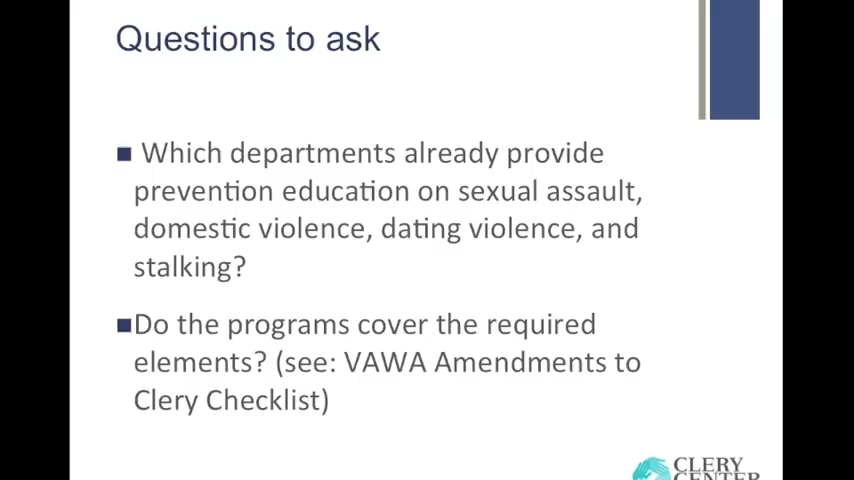 Questions to ask
■ Which departments already provide
prevention education on sexual assault,
domestic violence, dating violence, and
stalking?
■Do the programs cover the required
elements? (see: VAWA Amendments to
Clery Checklist)
CLERY
CENTER